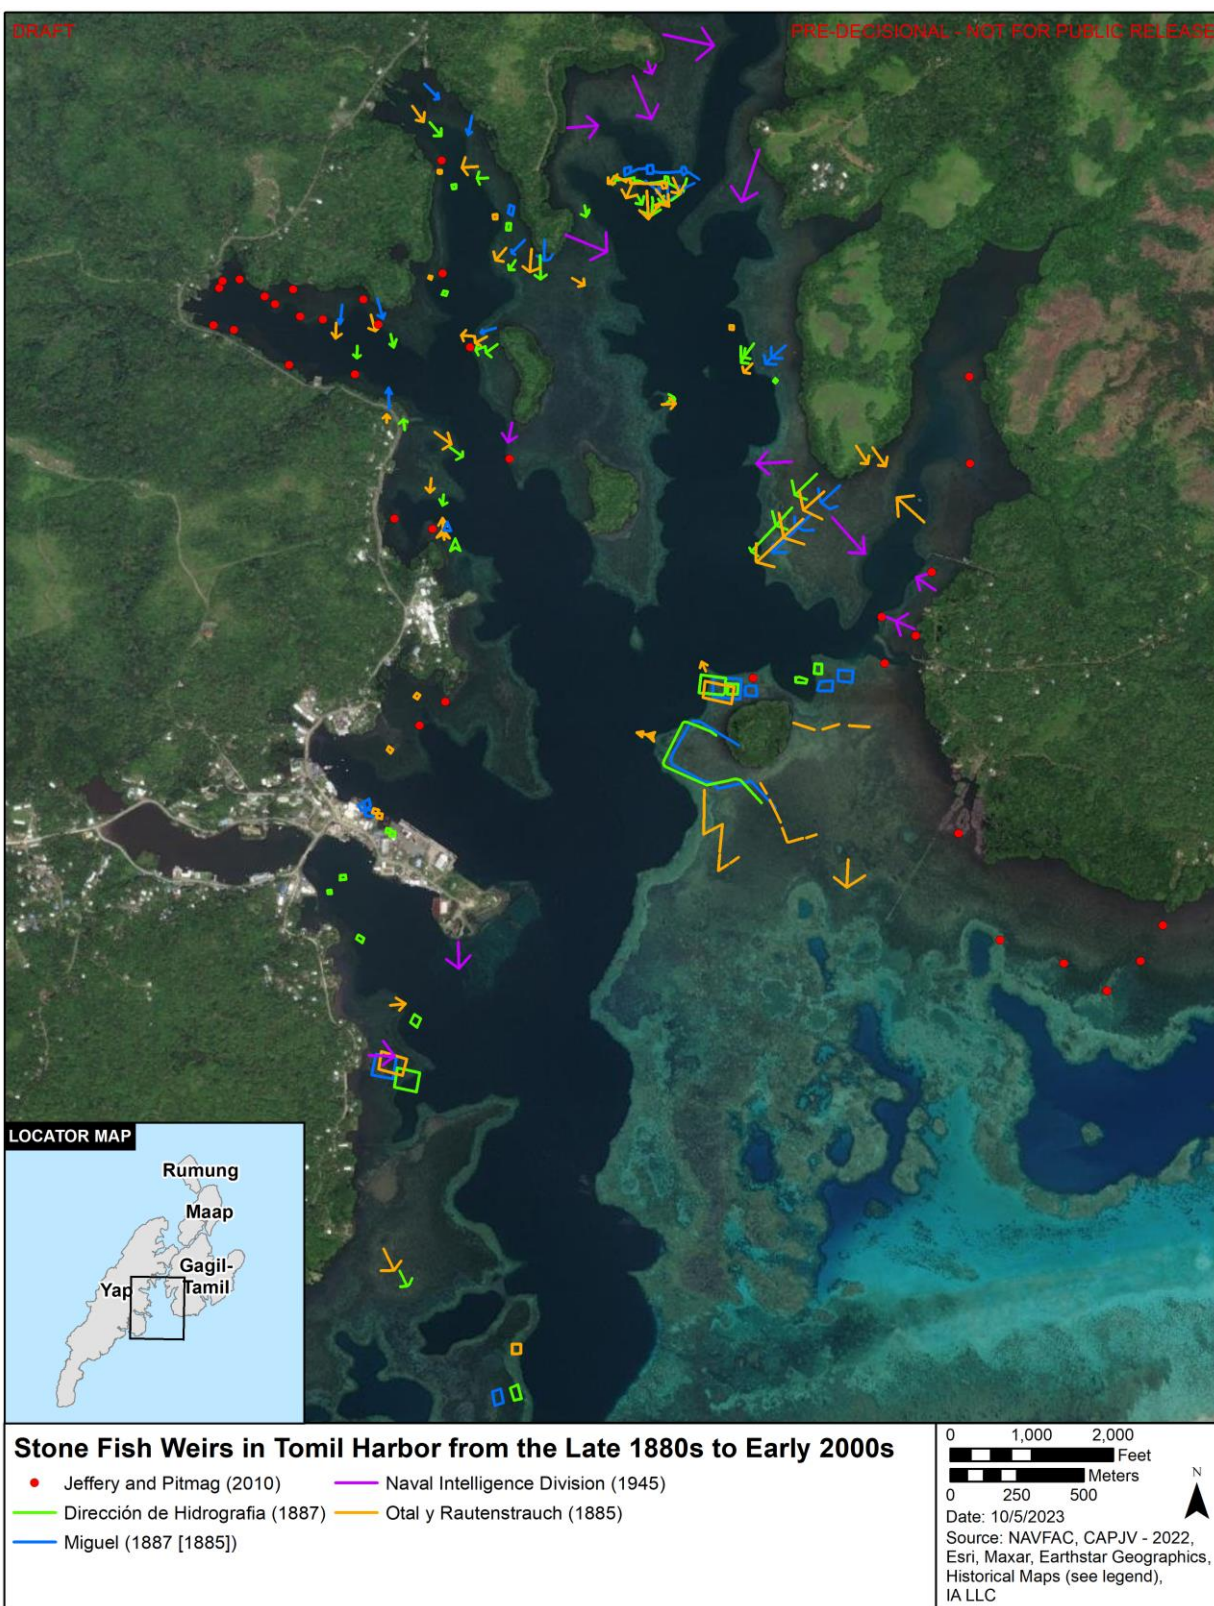 DRAFT
PRE-DECISIONAL - NOT FOR PUBLIC RELEASE
LOCATOR MAP
Rumung
Maap
Gagil-
Tamil
Yap
Stone Fish Weirs in Tomil Harbor from the Late 1880s to Early 2000s
Jeffery and Pitmag (2010)
Naval Intelligence Division (1945)
Dirección de Hidrografia (1887)
Otal y Rautenstrauch (1885)
Miguel (1887 [1885])
0 1,000 2,000
Feet
Meters
0 250 500
N
Date: 10/5/2023
Source: NAVFAC, CAPJV - 2022,
Esri, Maxar, Earthstar Geographics,
Historical Maps (see legend),
IA LLC